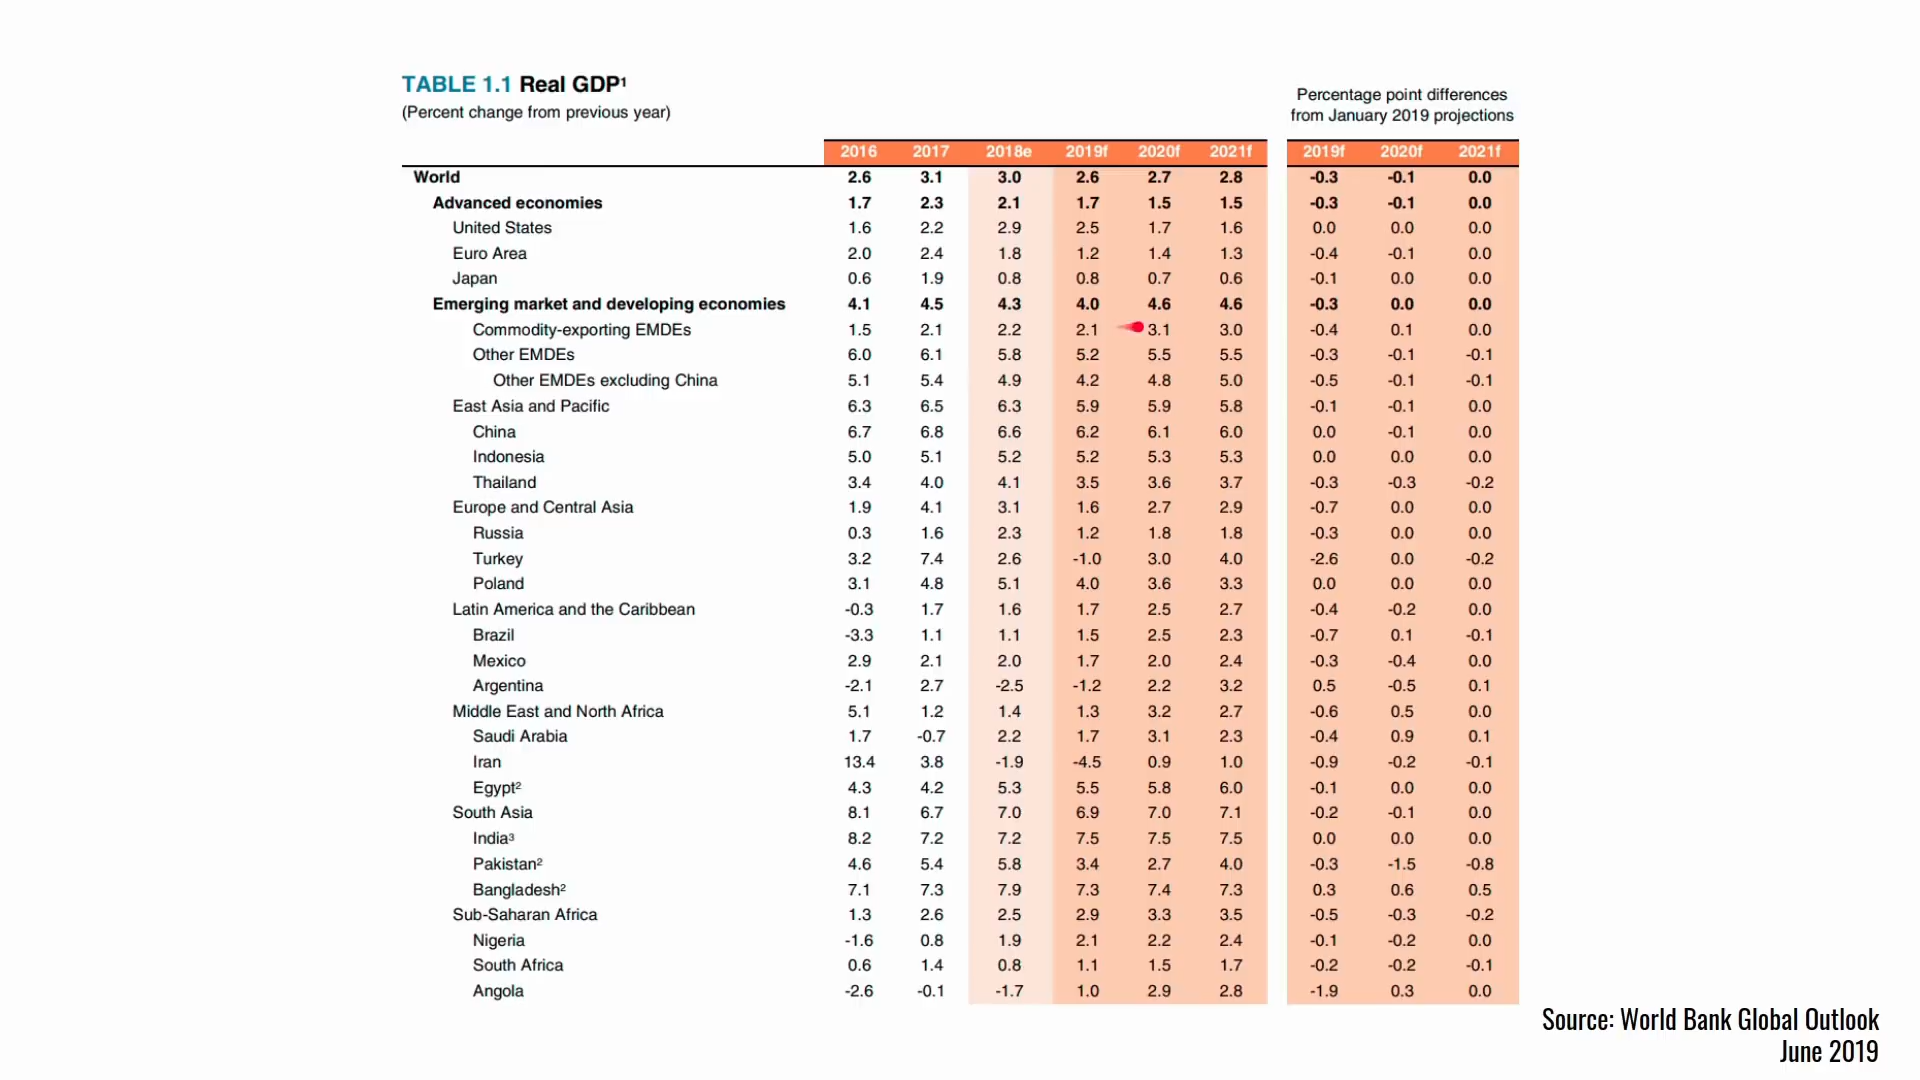 TABLE 1.1 Real GDP¹
(Percent change from previous year)
Percentage point differences
from January 2019 projections
2016 2017 2018e 2019f 2020f 2021f 2019f 2020f 2021f
World 2.6 3.1 3.0 2.6 2.7 2.8 -0.3 -0.1 0.0
Advanced economies 1.7 2.3 2.1 1.7 1.5 1.5 -0.3 -0.1 0.0
United States 1.6 2.2 2.9 2.5 1.7 1.6 0.0 0.0 0.0
Euro Area 2.0 2.4 1.8 1.2 1.4 1.3 -0.4 -0.1 0.0
Japan 0.6 1.9 0.8 0.8 0.7 0.6 -0.1 0.0 0.0
Emerging market and developing economies 4.1 4.5 4.3 4.0 4.6 4.6 -0.3 0.0 0.0
Commodity-exporting EMDEs 1.5 2.1 2.2 2.1 3.1 3.0 -0.4 0.1 0.0
Other EMDEs 6.0 6.1 5.8 5.2 5.5 5.5 -0.3 -0.1 -0.1
Other EMDEs excluding China 5.1 5.4 4.9 4.2 4.8 5.0 -0.5 -0.1 -0.1
East Asia and Pacific 6.3 6.5 6.3 5.9 5.9 5.8 -0.1 -0.1 0.0
China 6.7 6.8 6.6 6.2 6.1 6.0 0.0 -0.1 0.0
Indonesia 5.0 5.1 5.2 5.2 5.3 5.3 0.0 0.0 0.0
Thailand 3.4 4.0 4.1 3.5 3.6 3.7 -0.3 -0.3 -0.2
Europe and Central Asia 1.9 4.1 3.1 1.6 2.7 2.9 -0.7 0.0 0.0
Russia 0.3 1.6 2.3 1.2 1.8 1.8 -0.3 0.0 0.0
Turkey 3.2 7.4 2.6 -1.0 3.0 4.0 -2.6 0.0 -0.2
Poland 3.1 4.8 5.1 4.0 3.6 3.3 0.0 0.0 0.0
Latin America and the Caribbean -0.3 1.7 1.6 1.7 2.5 2.7 -0.4 -0.2 0.0
Brazil -3.3 1.1 1.1 1.5 2.5 2.3 -0.7 0.1 -0.1
Mexico 2.9 2.1 2.0 1.7 2.0 2.4 -0.3 -0.4 0.0
Argentina -2.1 2.7 -2.5 -1.2 2.2 3.2 0.5 -0.5 0.1
Middle East and North Africa 5.1 1.2 1.4 1.3 3.2 2.7 -0.6 0.5 0.0
Saudi Arabia 1.7 -0.7 2.2 1.7 3.1 2.3 -0.4 0.9 0.1
Iran 13.4 3.8 -1.9 -4.5 0.9 1.0 -0.9 -0.2 -0.1
Egypt² 4.3 4.2 5.3 5.5 5.8 6.0 -0.1 0.0 0.0
South Asia 8.1 6.7 7.0 6.9 7.0 7.1 -0.2 -0.1 0.0
India³ 8.2 7.2 7.2 7.5 7.5 7.5 0.0 0.0 0.0
Pakistan² 4.6 5.4 5.8 3.4 2.7 4.0 -0.3 -1.5 -0.8
Bangladesh² 7.1 7.3 7.9 7.3 7.4 7.3 0.3 0.6 0.5
Sub-Saharan Africa 1.3 2.6 2.5 2.9 3.3 3.5 -0.5 -0.3 -0.2
Nigeria -1.6 0.8 1.9 2.1 2.2 2.4 -0.1 -0.2 0.0
South Africa 0.6 1.4 0.8 1.1 1.5 1.7 -0.2 -0.2 -0.1
Angola -2.6 -0.1 -1.7 1.0 2.9 2.8 -1.9 0.3 0.0
Source: World Bank Global Outlook
June 2019